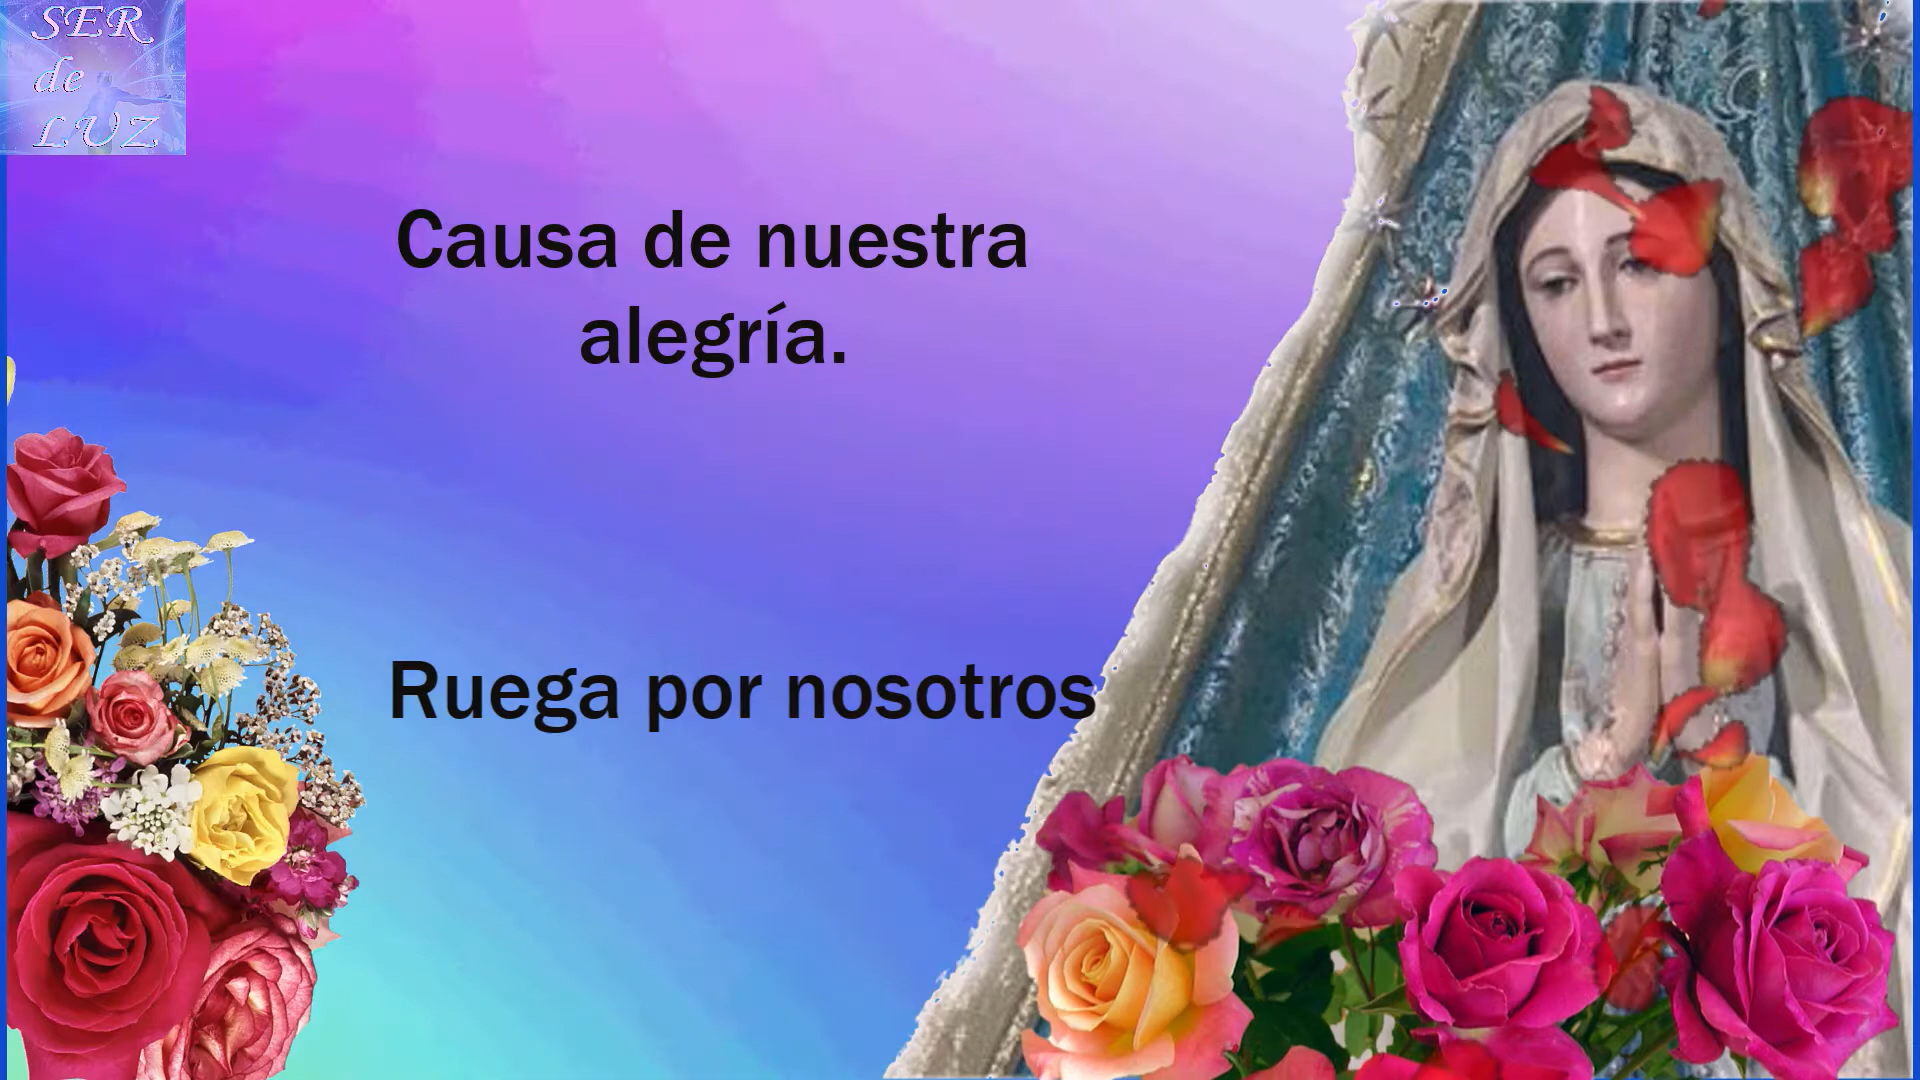 SER
de
LUZ
Causa de nuestra
alegría.
Ruega por nosotros